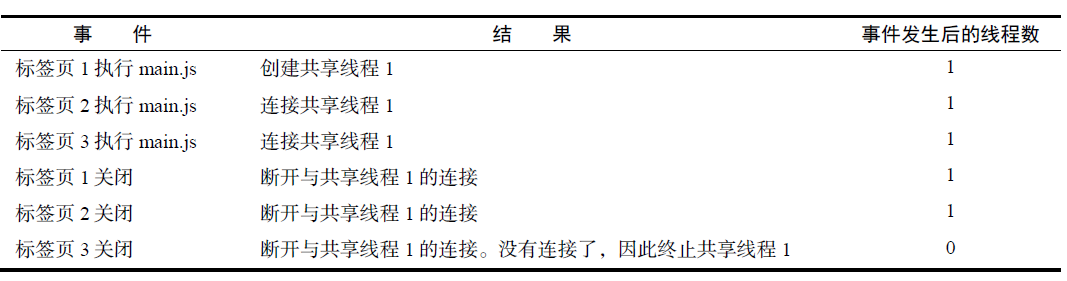 事 件 结 果 事件发生后的线程数
标签页 1 执行 main.js 创建共享线程 1 1
标签页 2 执行 main.js 连接共享线程 1 1
标签页 3 执行 main.js 连接共享线程 1 1
标签页 1 关闭 断开与共享线程 1 的连接 1
标签页 2 关闭 断开与共享线程 1 的连接 1
标签页 3 关闭 断开与共享线程 1 的连接。没有连接了，因此终止共享线程 1 0